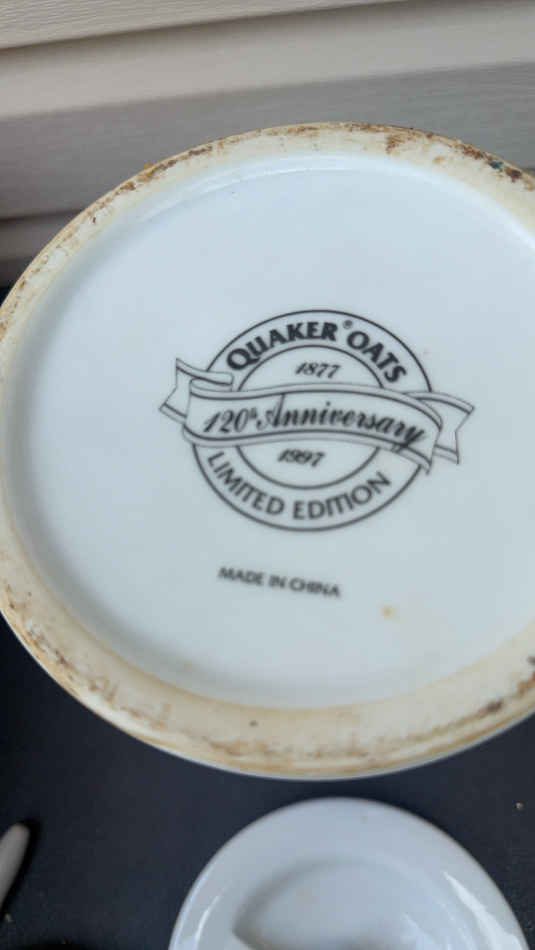 QUAKER® OATS
1877
120th Anniversary
1997
LIMITED EDITION
MADE IN CHINA